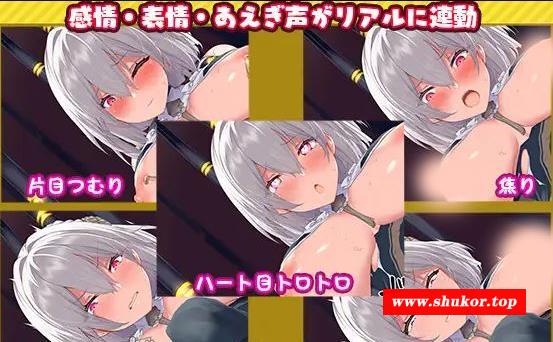 感情・表情・あえぎ声がリアルに連動
片目つむり
焦り
ハート目トロトロ
www.shukor.top